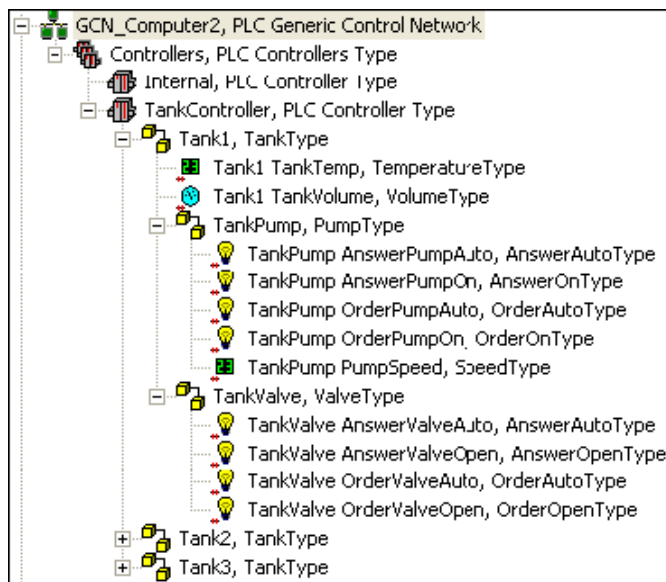 GCN_Computer2, PLC Generic Control Network
Controllers, PLC Controllers Type
Internal, PLC Controller Type
TankController, PLC Controller Type
Tank1, TankType
Tank1 TankTemp, TemperatureType
Tank1 TankVolume, VolumeType
TankPump, PumpType
TankPump AnswerPumpAuto, AnswerAutoType
TankPump AnswerPumpOn, AnswerOnType
TankPump OrderPumpAuto, OrderAutoType
TankPump OrderPumpOn, OrderOnType
TankPump PumpSpeed, SpeedType
TankValve, ValveType
TankValve AnswerValveAuto, AnswerAutoType
TankValve AnswerValveOpen, AnswerOpenType
TankValve OrderValveAuto, OrderAutoType
TankValve OrderValveOpen, OrderOpenType
Tank2, TankType
Tank3, TankType